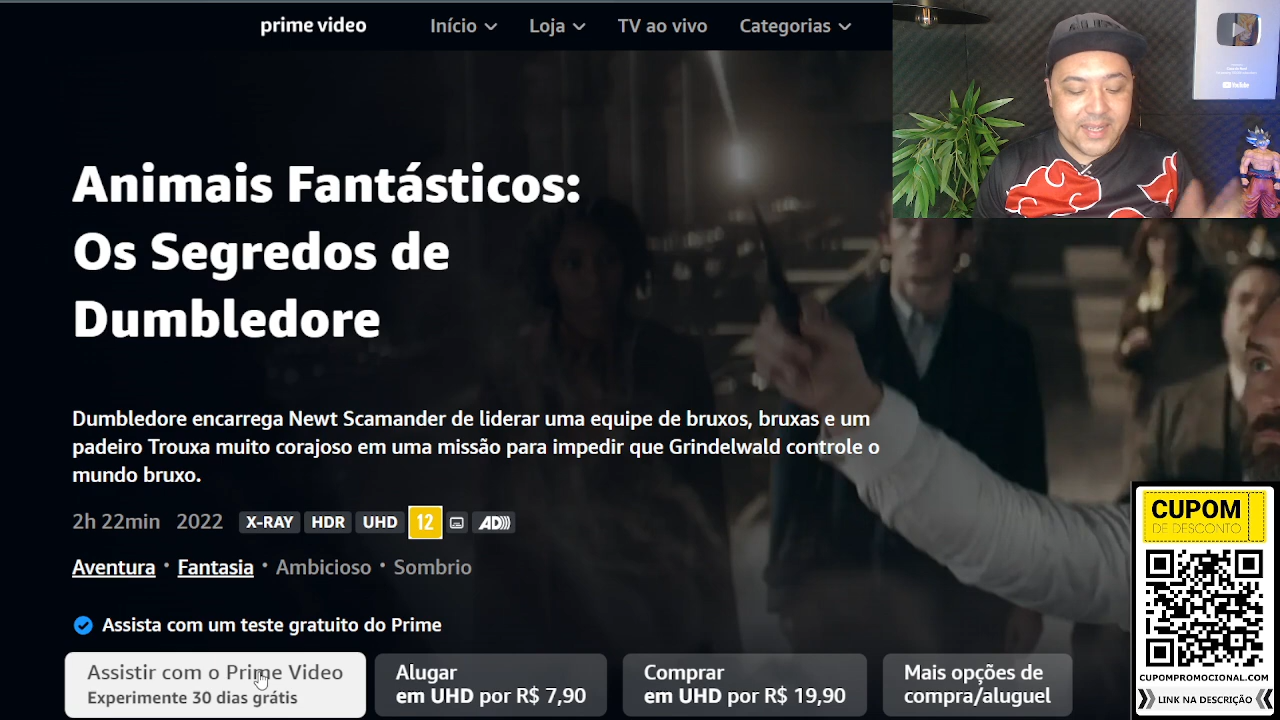 prime video
Início
Loja
TV ao vivo
Categorias
YouTube
Animais Fantásticos:
Os Segredos de
Dumbledore
Dumbledore encarrega Newt Scamander de liderar uma equipe de bruxos, bruxas e um
padeiro Trouxa muito corajoso em uma missão para impedir que Grindelwald controle o
mundo bruxo.
2h 22min 2022 X-RAY HDR UHD 12 AD
Aventura • Fantasia • Ambicioso • Sombrio
Assista com um teste gratuito do Prime
Assistir com o Prime Video
Experimente 30 dias grátis
Alugar
em UHD por R$ 7,90
Comprar
em UHD por R$ 19,90
Mais opções de
compra/aluguel
CUPOM
DE DESCONTO
CUPOMPROMOCIONAL.COM
LINK NA DESCRIÇÃO